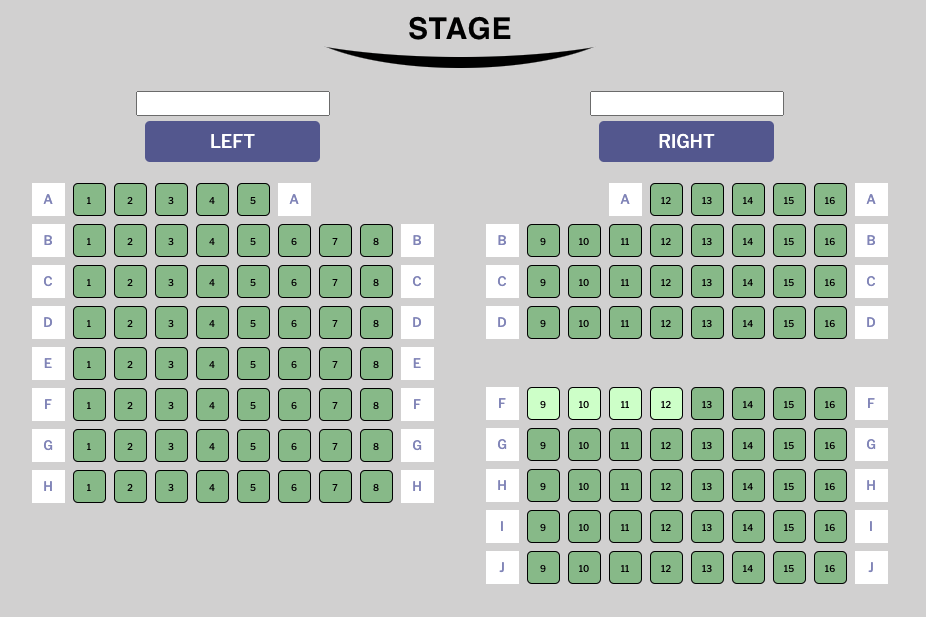 STAGE
LEFT
RIGHT
A 1 2 3 4 5 A
A 12 13 14 15 16 A
B 1 2 3 4 5 6 7 8 B
B 9 10 11 12 13 14 15 16 B
C 1 2 3 4 5 6 7 8 C
C 9 10 11 12 13 14 15 16 C
D 1 2 3 4 5 6 7 8 D
D 9 10 11 12 13 14 15 16 D
E 1 2 3 4 5 6 7 8 E
F 1 2 3 4 5 6 7 8 F
F 9 10 11 12 13 14 15 16 F
G 1 2 3 4 5 6 7 8 G
G 9 10 11 12 13 14 15 16 G
H 1 2 3 4 5 6 7 8 H
H 9 10 11 12 13 14 15 16 H
I 9 10 11 12 13 14 15 16 I
J 9 10 11 12 13 14 15 16 J